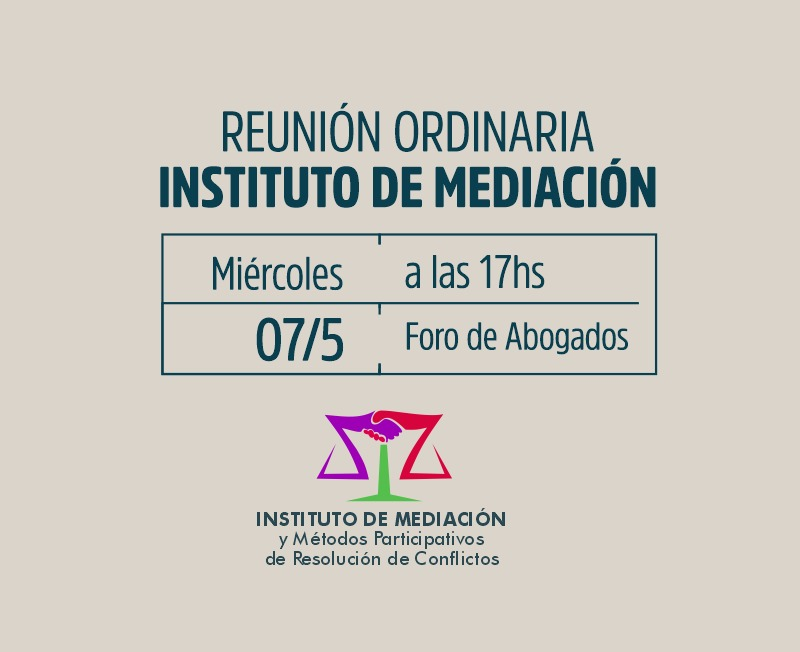 REUNIÓN ORDINARIA
INSTITUTO DE MEDIACIÓN
Miércoles
a las 17hs
07/5
Foro de Abogados
INSTITUTO DE MEDIACIÓN
y Métodos Participativos
de Resolución de Conflictos